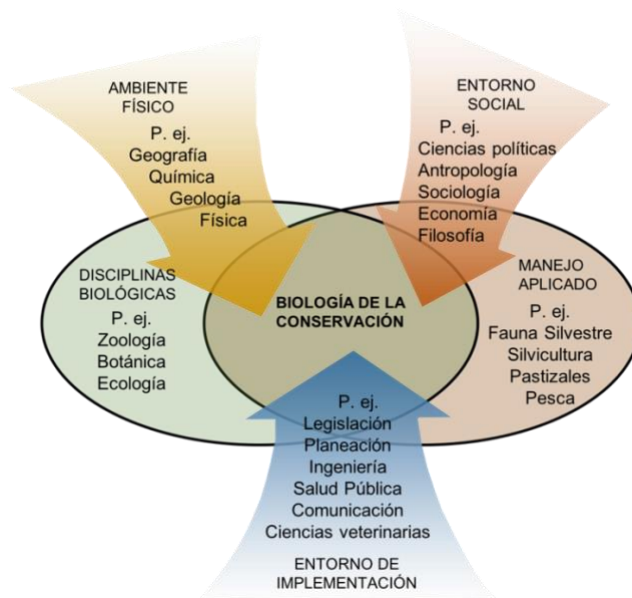 AMBIENTE
FÍSICO
P. ej.
Geografía
Química
Geología
Física
ENTORNO
SOCIAL
P. ej.
Ciencias políticas
Antropología
Sociología
Economía
Filosofía
DISCIPLINAS
BIOLÓGICAS
P. ej.
Zoología
Botánica
Ecología
BIOLOGÍA DE LA
CONSERVACIÓN
MANEJO
APLICADO
P. ej.
Fauna Silvestre
Silvicultura
Pastizales
Pesca
P. ej.
Legislación
Planeación
Ingeniería
Salud Pública
Comunicación
Ciencias veterinarias
ENTORNO DE
IMPLEMENTACIÓN